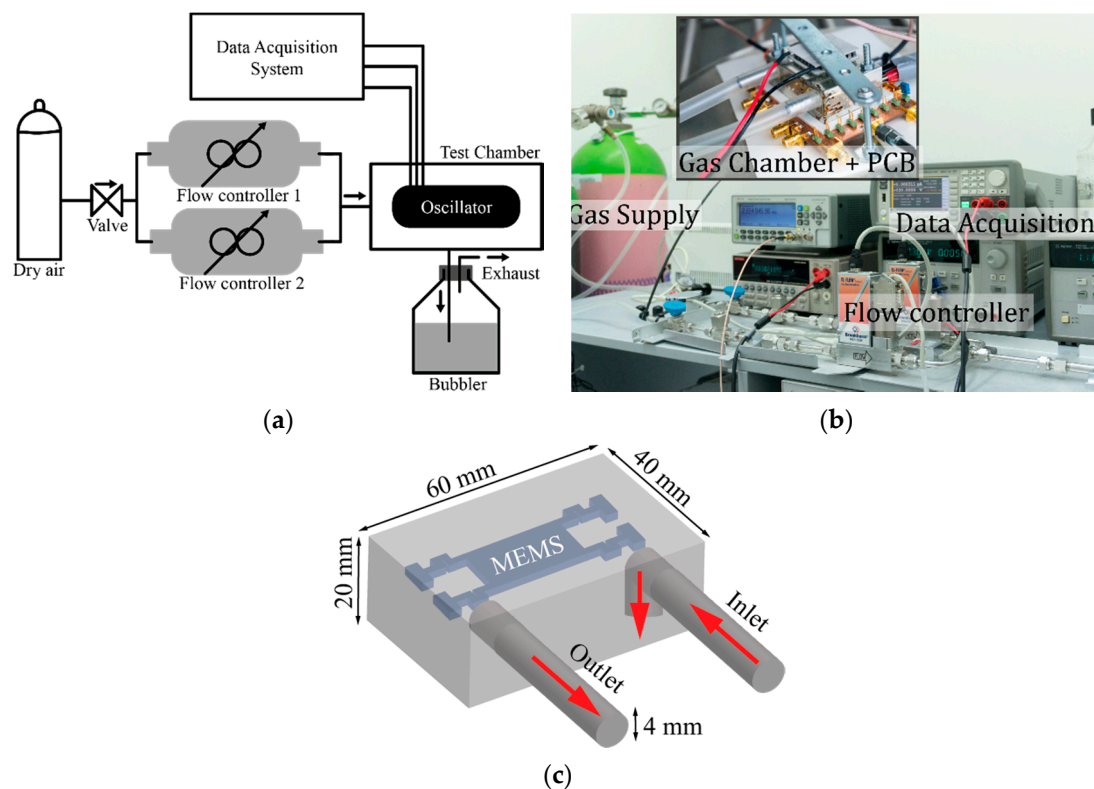 Data Acquisition
System
Test Chamber
Flow controller 1
Valve
Oscillator
Dry air
Flow controller 2
Exhaust
Bubbler
(a)
Gas Chamber + PCB
Gas Supply
Data Acquisition
Flow controller
(b)
60 mm
40 mm
20 mm
MEMS
Inlet
Outlet
4 mm
(c)